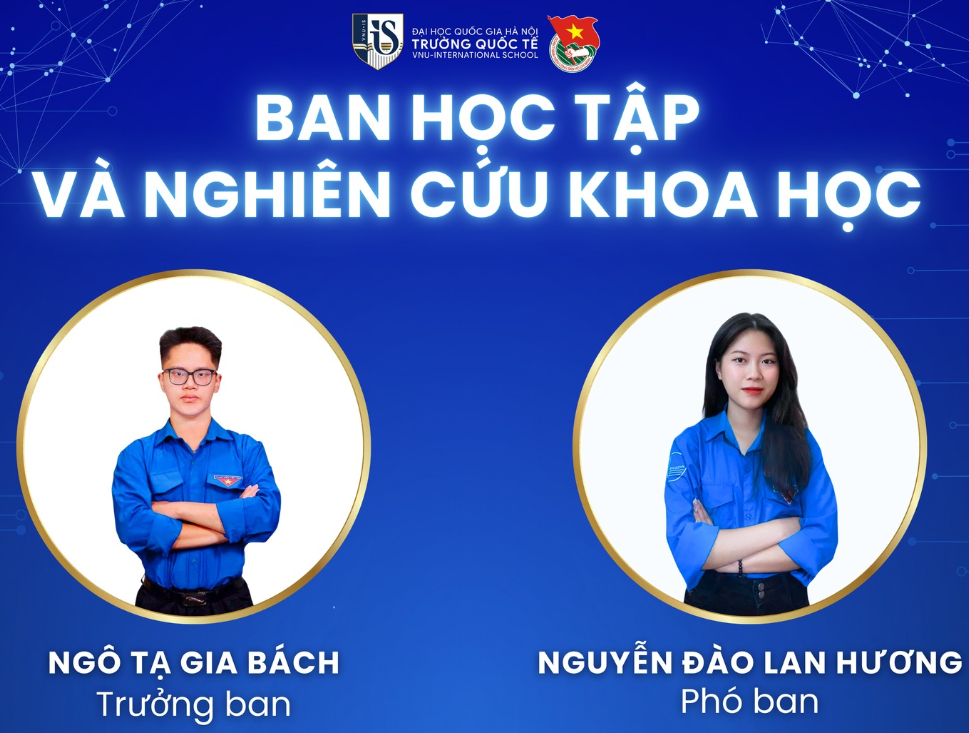 ĐẠI HỌC QUỐC GIA HÀ NỘI
TRƯỜNG QUỐC TẾ
VNU-INTERNATIONAL SCHOOL
BAN HỌC TẬP
VÀ NGHIÊN CỨU KHOA HỌC
NGÔ TẠ GIA BÁCH
Trưởng ban
NGUYỄN ĐÀO LAN HƯƠNG
Phó ban